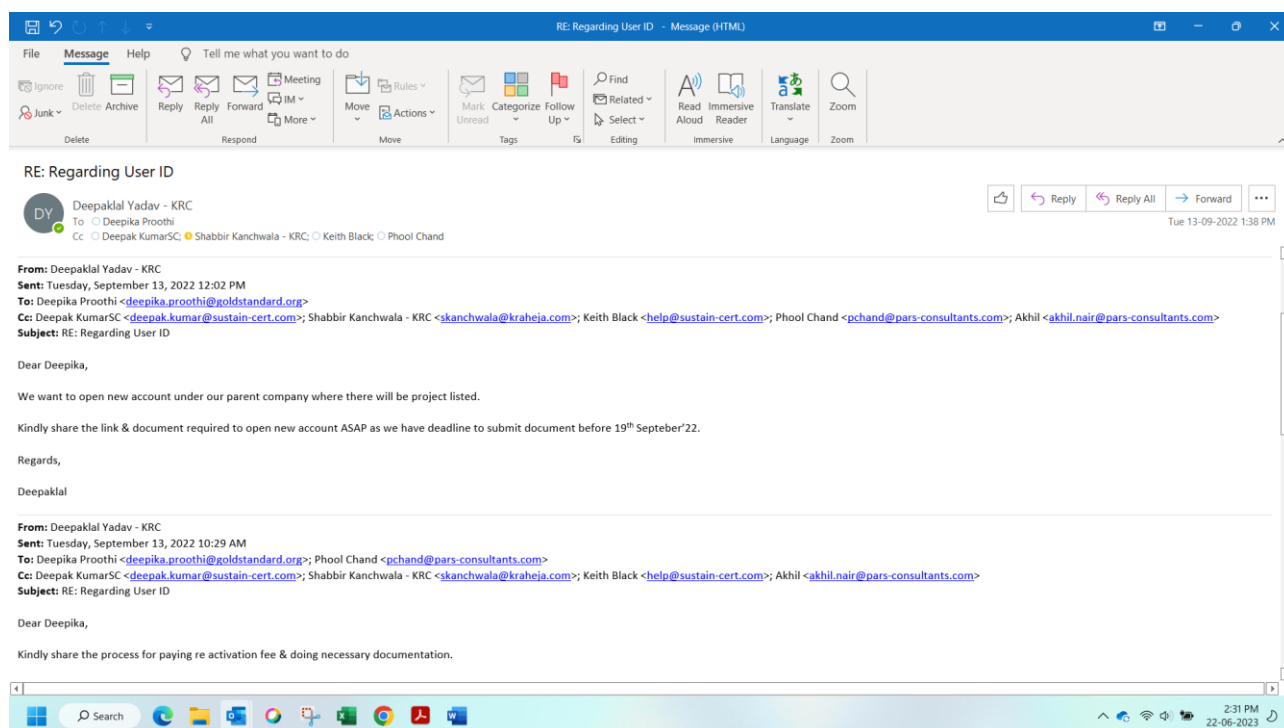 RE: Regarding User ID - Message (HTML)
File Message Help Tell me what you want to do
Ignore
Junk
Delete
Archive
Reply
Reply All
Forward
Meeting
IM
More
Move
Rules
Actions
Mark Unread
Categorize
Follow Up
Find
Related
Select
Read Aloud
Immersive Reader
Translate
Zoom
Delete Respond Move Tags Editing Immersive Language Zoom
RE: Regarding User ID
DY
Deepaklal Yadav - KRC
To Deepika Proothi
Cc Deepak KumarSC; Shabbir Kanchwala - KRC; Keith Black; Phool Chand
Reply Reply All Forward
Tue 13-09-2022 1:38 PM
From: Deepaklal Yadav - KRC
Sent: Tuesday, September 13, 2022 12:02 PM
To: Deepika Proothi <deepika.proothi@goldstandard.org>
Cc: Deepak KumarSC <deepak.kumar@sustain-cert.com>; Shabbir Kanchwala - KRC <skanchwala@kraheja.com>; Keith Black <help@sustain-cert.com>; Phool Chand <pchand@pars-consultants.com>; Akhil <akhil.nair@pars-consultants.com>
Subject: RE: Regarding User ID
Dear Deepika,
We want to open new account under our parent company where there will be project listed.
Kindly share the link & document required to open new account ASAP as we have deadline to submit document before 19th Septeber'22.
Regards,
Deepaklal
From: Deepaklal Yadav - KRC
Sent: Tuesday, September 13, 2022 10:29 AM
To: Deepika Proothi <deepika.proothi@goldstandard.org>; Phool Chand <pchand@pars-consultants.com>
Cc: Deepak KumarSC <deepak.kumar@sustain-cert.com>; Shabbir Kanchwala - KRC <skanchwala@kraheja.com>; Keith Black <help@sustain-cert.com>; Akhil <akhil.nair@pars-consultants.com>
Subject: RE: Regarding User ID
Dear Deepika,
Kindly share the process for paying re activation fee & doing necessary documentation.
Search
2:31 PM
22-06-2023